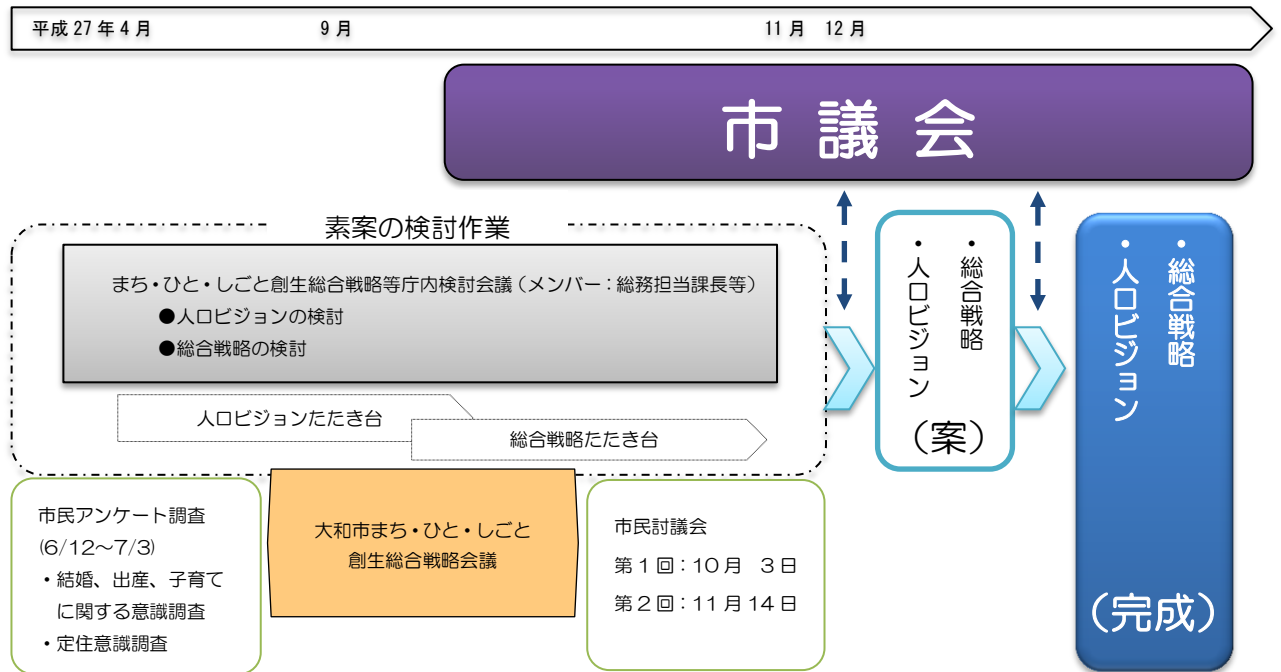 平成27年4月 9月 11月 12月
市議会
素案の検討作業
まち・ひと・しごと創生総合戦略等庁内検討会議（メンバー：総務担当課長等）
●人口ビジョンの検討
●総合戦略の検討
人口ビジョンたたき台
総合戦略たたき台
市民アンケート調査
(6/12～7/3)
・結婚、出産、子育て
に関する意識調査
・定住意識調査
大和市まち・ひと・しごと
創生総合戦略会議
市民討議会
第1回：10月 3日
第2回：11月14日
・総合戦略
・人口ビジョン
（案）
・総合戦略
・人口ビジョン
（完成）